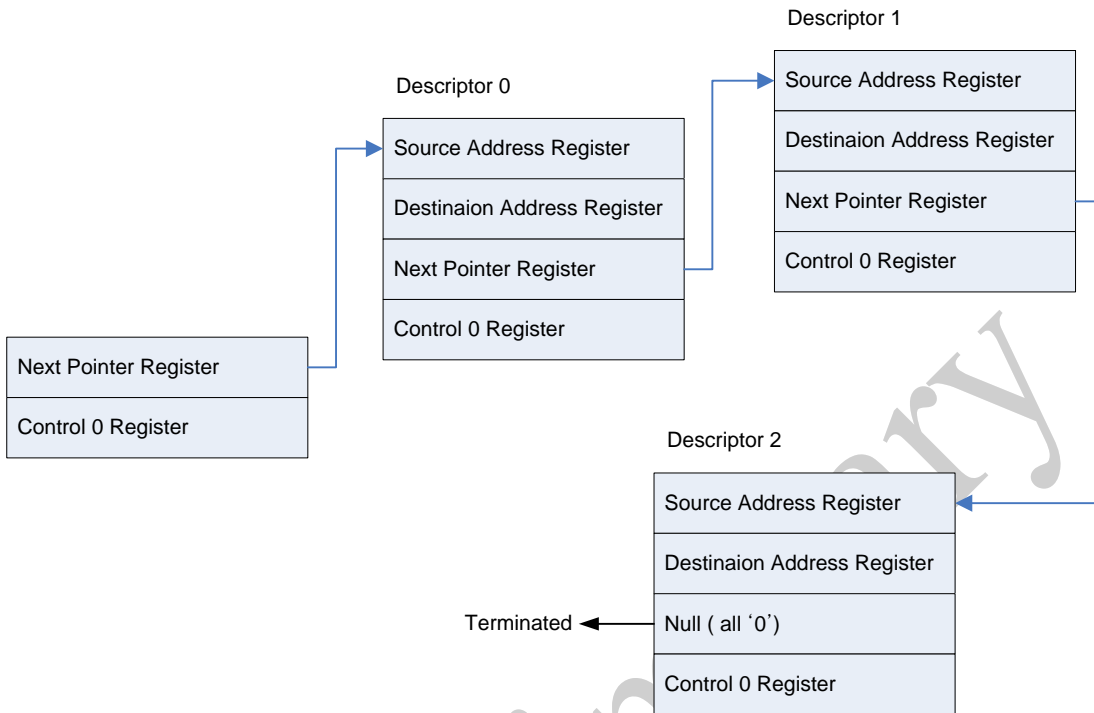 Descriptor 1
Source Address Register
Destinaion Address Register
Next Pointer Register
Control 0 Register
Descriptor 0
Source Address Register
Destinaion Address Register
Next Pointer Register
Control 0 Register
Next Pointer Register
Control 0 Register
Descriptor 2
Source Address Register
Destinaion Address Register
Terminated
Null ( all ‘0’)
Control 0 Register